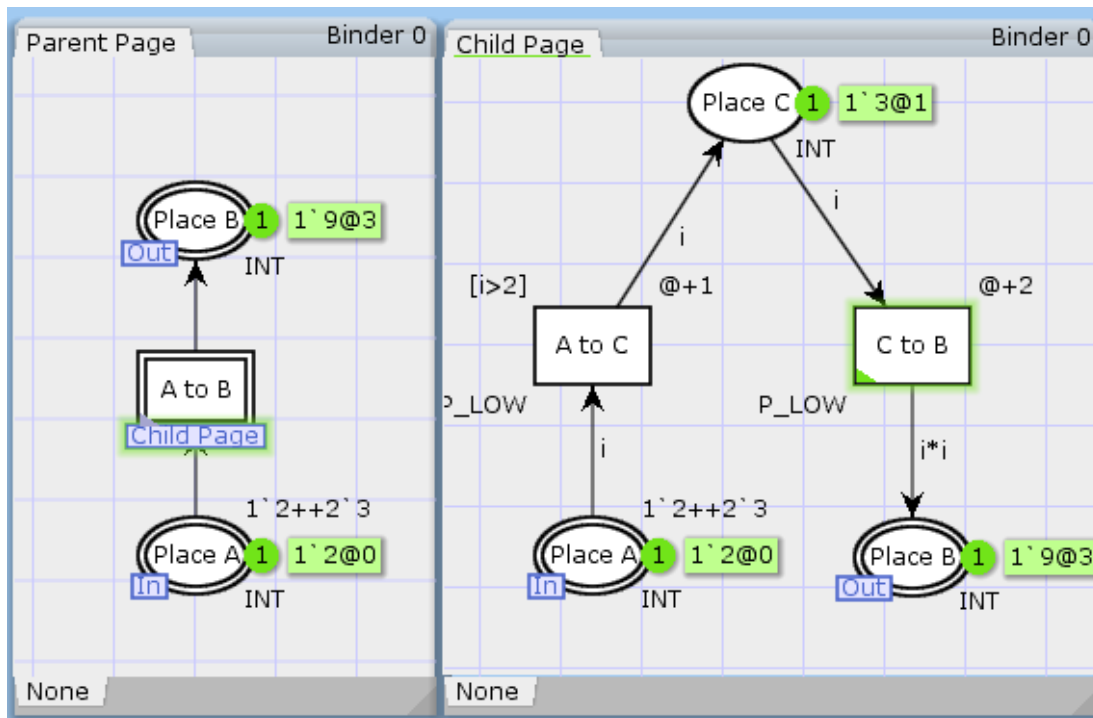 Parent Page
Binder 0
Place B
1
1`9@3
Out
INT
A to B
Child Page
1`2++2`3
Place A
1
1`2@0
In
INT
None
Child Page
Binder 0
Place C
1
1`3@1
INT
i
i
[i>2]
@+1
@+2
A to C
C to B
P_LOW
P_LOW
i
i*i
1`2++2`3
Place A
1
1`2@0
Place B
1
1`9@3
In
INT
Out
INT
None